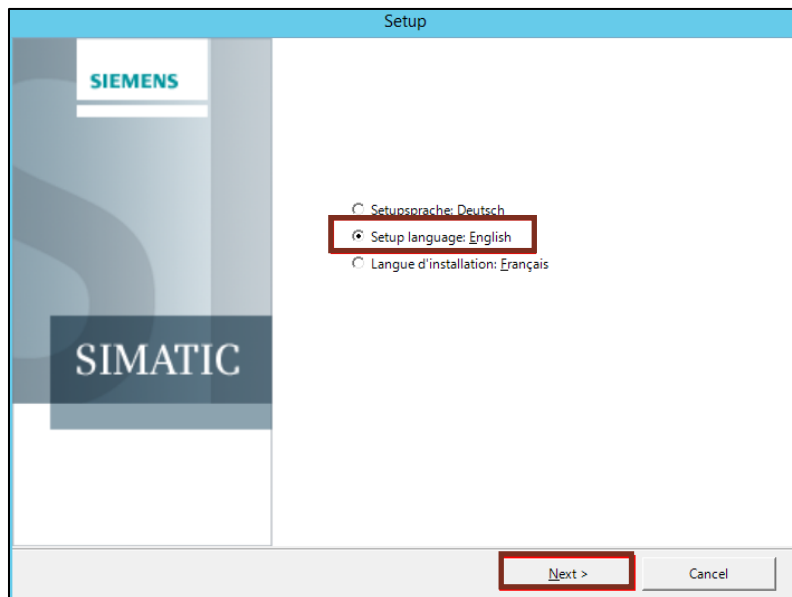 Setup
SIEMENS
Setupsprache: Deutsch
Setup language: English
Langue d'installation: Français
SIMATIC
Next >
Cancel